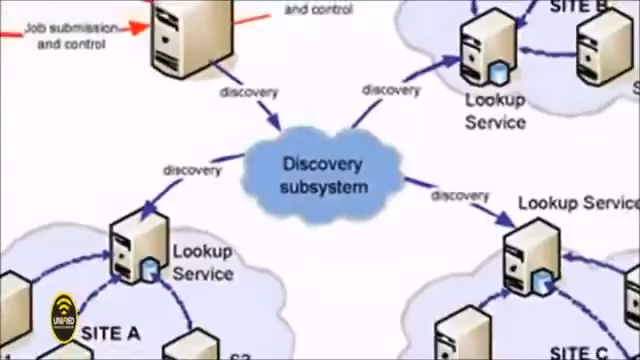 and control
SITE B
Job submission
and control
discovery
discovery
Lookup
Service
Discovery
subsystem
discovery
discovery
Lookup Service
Lookup
Service
UNIFIED
SITE A
SITE C